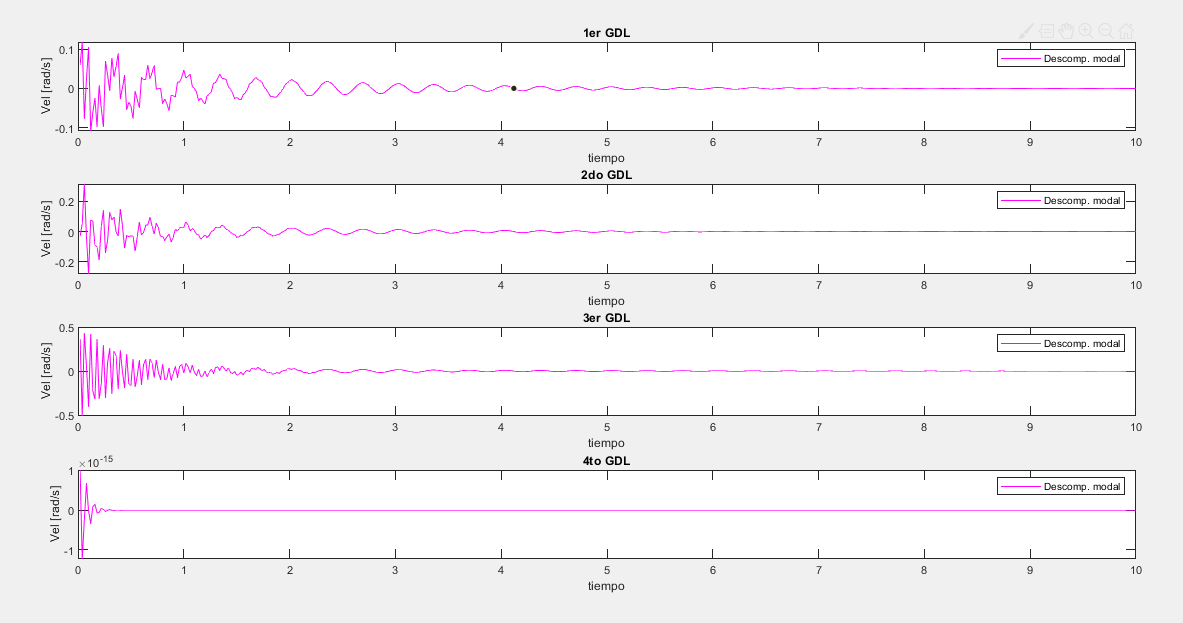 1er GDL
Vel [rad/s]
0.1
0
-0.1
Descomp. modal
0 1 2 3 4 5 6 7 8 9 10
tiempo
2do GDL
Vel [rad/s]
0.2
0
-0.2
Descomp. modal
0 1 2 3 4 5 6 7 8 9 10
tiempo
3er GDL
Vel [rad/s]
0.5
0
-0.5
Descomp. modal
0 1 2 3 4 5 6 7 8 9 10
tiempo
4to GDL
×10^-15
Vel [rad/s]
1
0
-1
Descomp. modal
0 1 2 3 4 5 6 7 8 9 10
tiempo